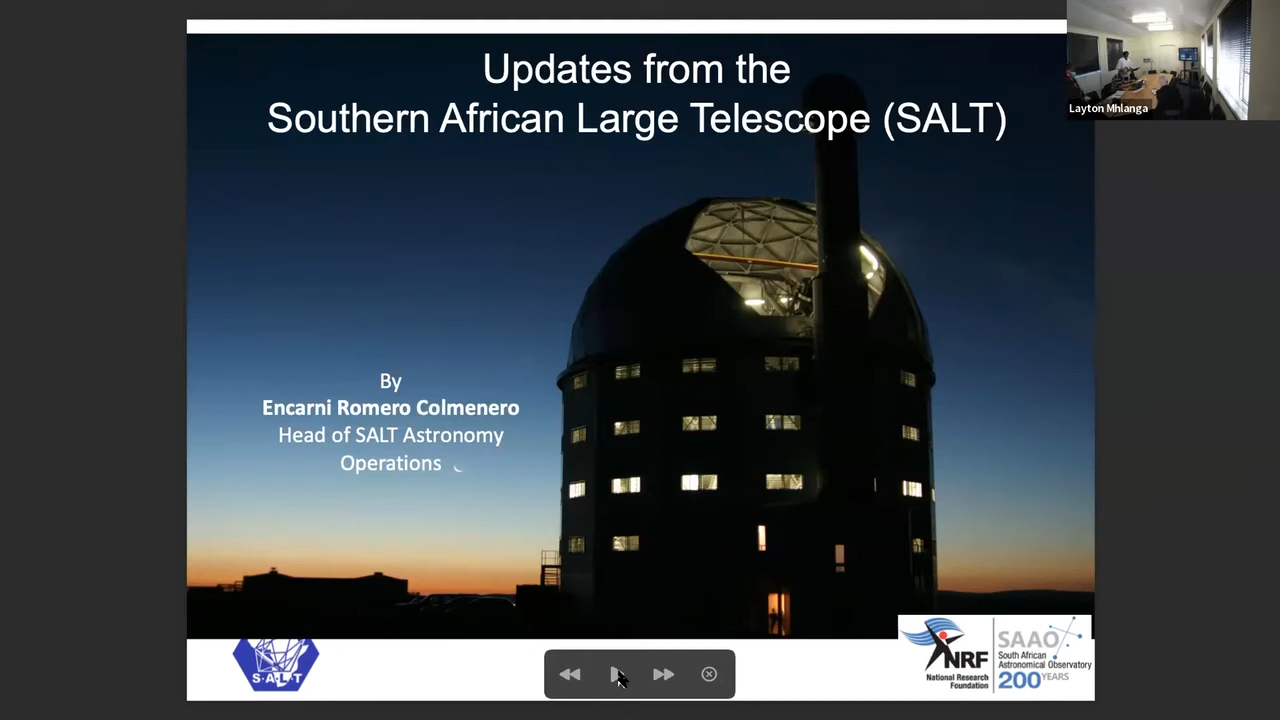 Updates from the
Southern African Large Telescope (SALT)
Layton Mhlanga
By
Encarni Romero Colmenero
Head of SALT Astronomy
Operations
S·A·L·T
NRF
National Research
Foundation
SAAO
South African
Astronomical Observatory
200 YEARS